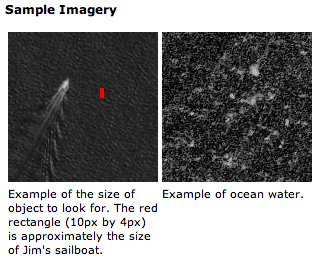 Sample Imagery
Example of the size of
object to look for. The red
rectangle (10px by 4px)
is approximately the size
of Jim's sailboat.
Example of ocean water.